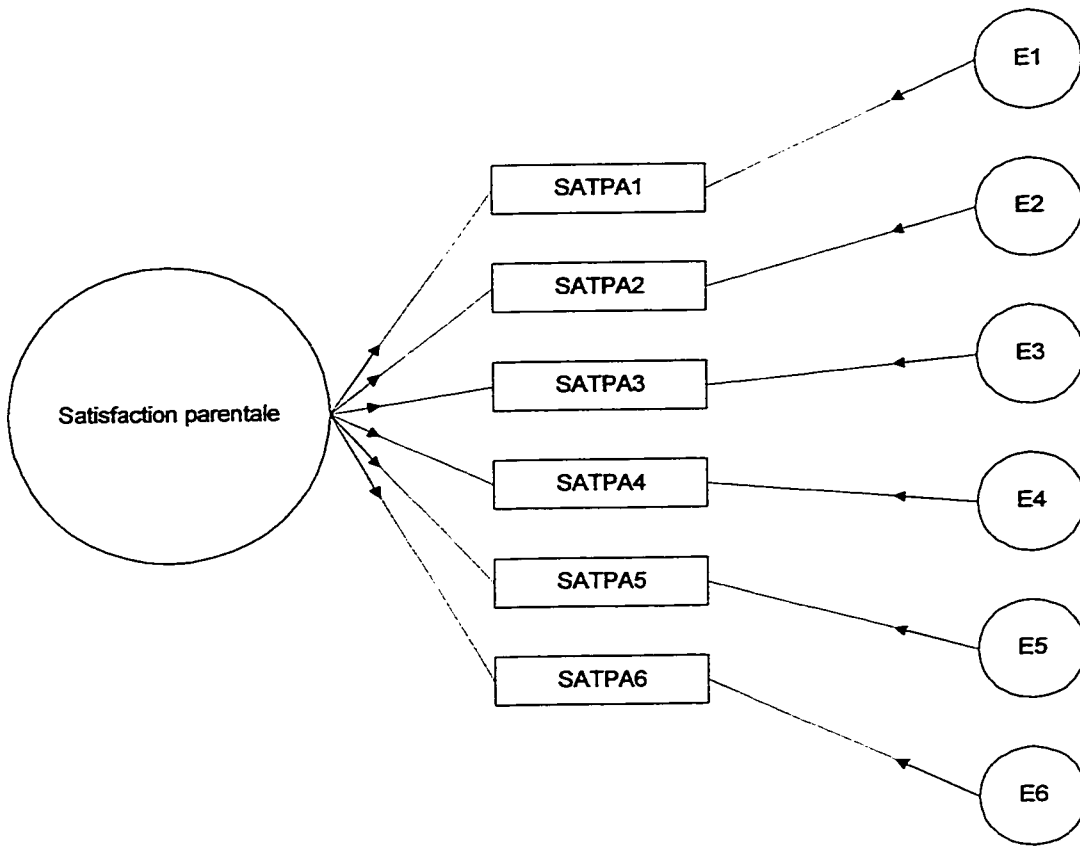 E1
SATPA1
E2
SATPA2
E3
SATPA3
Satisfaction parentale
SATPA4
E4
SATPA5
E5
SATPA6
E6